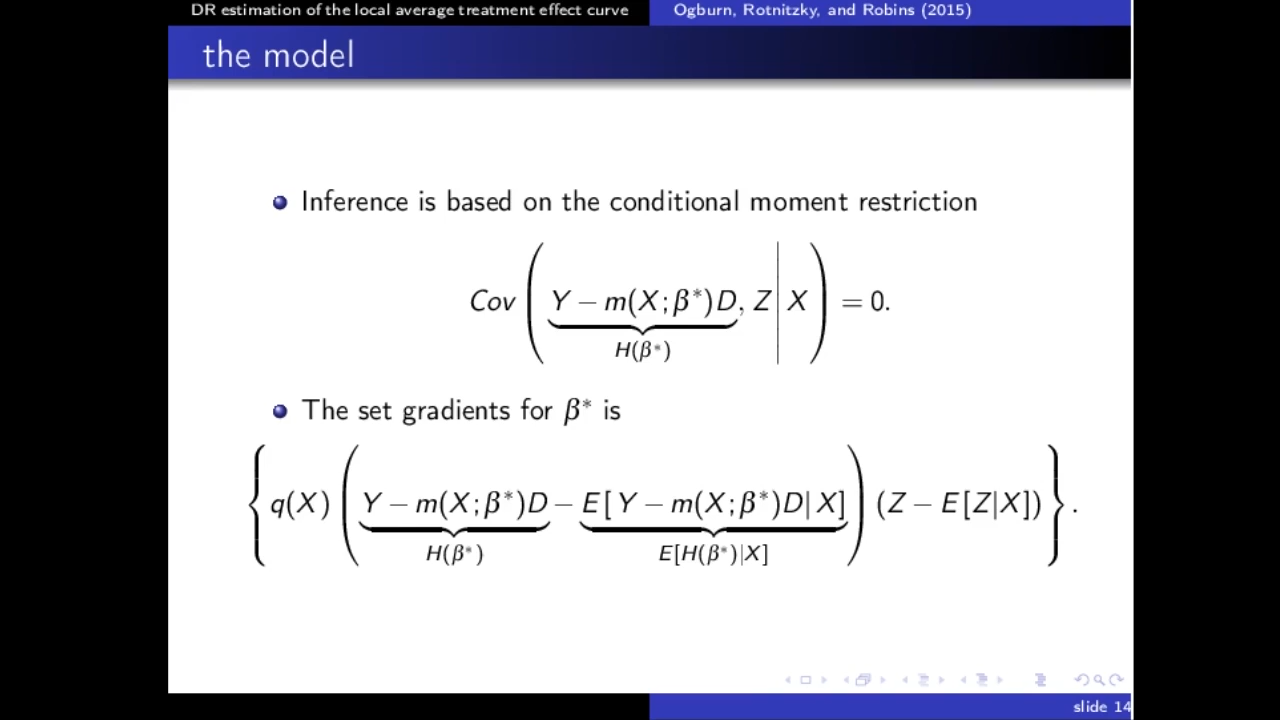 DR estimation of the local average treatment effect curve
Ogburn, Rotnitzky, and Robins (2015)
the model
Inference is based on the conditional moment restriction
Cov ( Y − m(X; β*)D, Z | X ) = 0.
H(β*)
The set gradients for β* is
{ q(X) ( Y − m(X; β*)D − E[ Y − m(X; β*)D| X] ) (Z − E[Z|X]) } .
H(β*) E[H(β*)|X]
slide 14